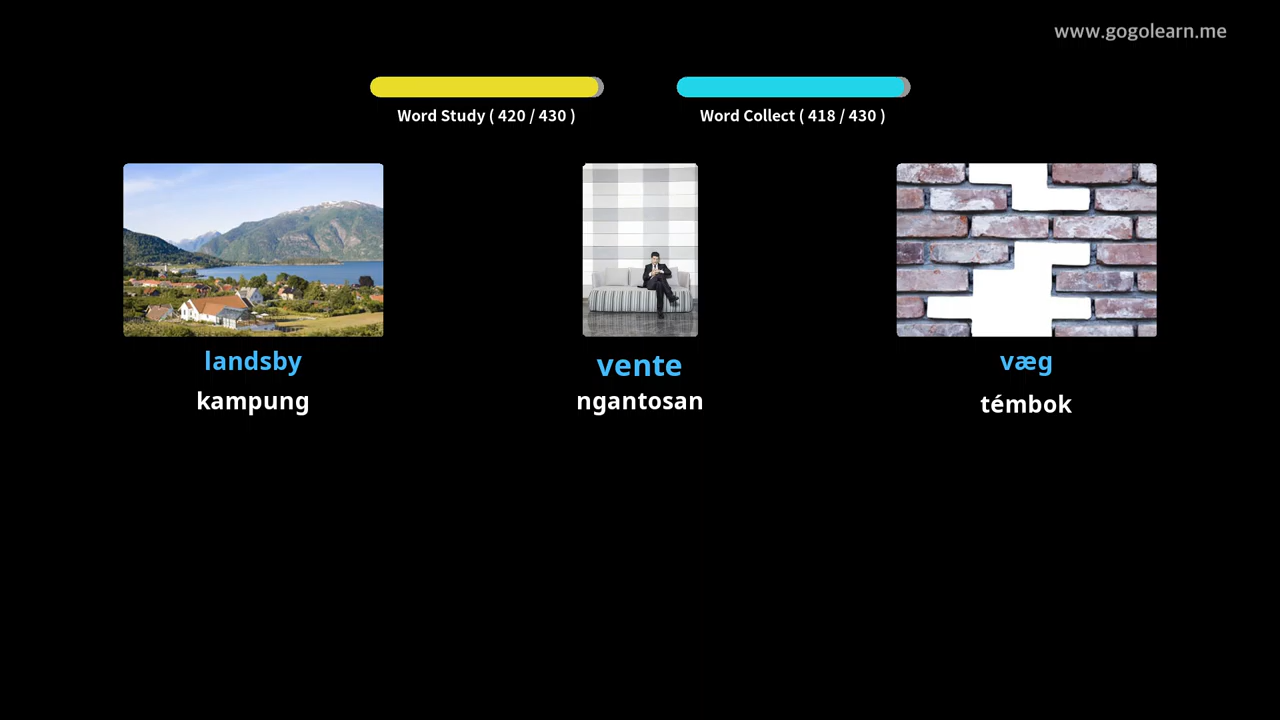 www.gogolearn.me
Word Study ( 420 / 430 )
Word Collect ( 418 / 430 )
landsby
vente
væg
kampung
ngantosan
témbok